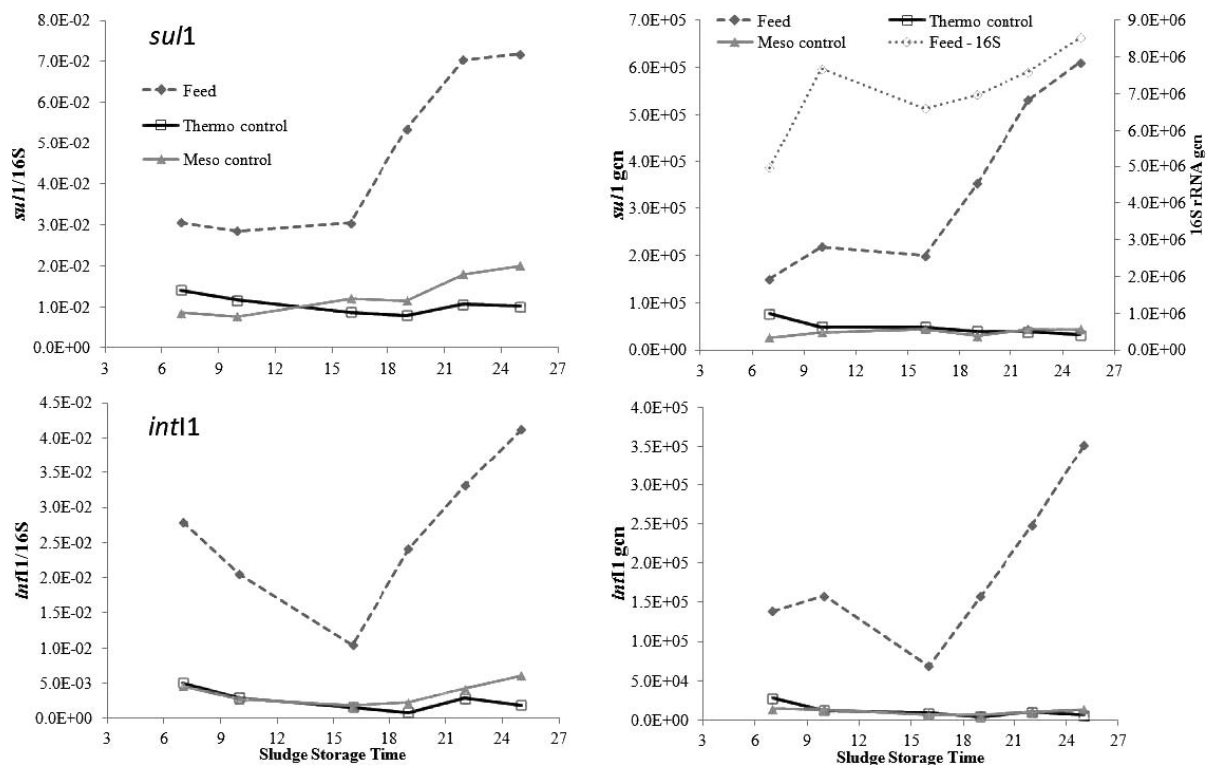 sul1
sul1/16S
8.0E-02
7.0E-02
6.0E-02
5.0E-02
4.0E-02
3.0E-02
2.0E-02
1.0E-02
0.0E+00
Feed
Thermo control
Meso control
3 6 9 12 15 18 21 24 27
Feed
Thermo control
Meso control
Feed - 16S
sul1 gcn
7.0E+05
6.0E+05
5.0E+05
4.0E+05
3.0E+05
2.0E+05
1.0E+05
0.0E+00
9.0E+06
8.0E+06
7.0E+06
6.0E+06
5.0E+06
4.0E+06
3.0E+06
2.0E+06
1.0E+06
0.0E+00
16S rRNA gcn
3 6 9 12 15 18 21 24 27
intI1
intI1/16S
4.5E-02
4.0E-02
3.5E-02
3.0E-02
2.5E-02
2.0E-02
1.5E-02
1.0E-02
5.0E-03
0.0E+00
3 6 9 12 15 18 21 24 27
Sludge Storage Time
intI1 gcn
4.0E+05
3.5E+05
3.0E+05
2.5E+05
2.0E+05
1.5E+05
1.0E+05
5.0E+04
0.0E+00
3 6 9 12 15 18 21 24 27
Sludge Storage Time